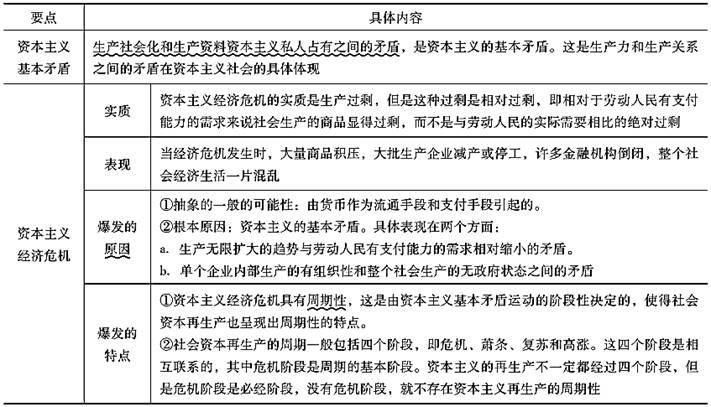 要点 具体内容
资本主义
基本矛盾
生产社会化和生产资料资本主义私人占有之间的矛盾，是资本主义的基本矛盾。这是生产力和生产关系
之间的矛盾在资本主义社会的具体体现
资本主义
经济危机
实质
资本主义经济危机的实质是生产过剩，但是这种过剩是相对过剩，即相对于劳动人民有支付
能力的需求来说社会生产的商品显得过剩，而不是与劳动人民的实际需要相比的绝对过剩
表现
当经济危机发生时，大量商品积压，大批生产企业减产或停工，许多金融机构倒闭，整个社
会经济生活一片混乱
爆发的
原因
①抽象的一般的可能性：由货币作为流通手段和支付手段引起的。
②根本原因：资本主义的基本矛盾。具体表现在两个方面：
a. 生产无限扩大的趋势与劳动人民有支付能力的需求相对缩小的矛盾。
b. 单个企业内部生产的有组织性和整个社会生产的无政府状态之间的矛盾
爆发的
特点
①资本主义经济危机具有周期性，这是由资本主义基本矛盾运动的阶段性决定的，使得社会
资本再生产也呈现出周期性的特点。
②社会资本再生产的周期一般包括四个阶段，即危机、萧条、复苏和高涨。这四个阶段是相
互联系的，其中危机阶段是周期的基本阶段。资本主义的再生产不一定都经过四个阶段，但
是危机阶段是必经阶段，没有危机阶段，就不存在资本主义再生产的周期性